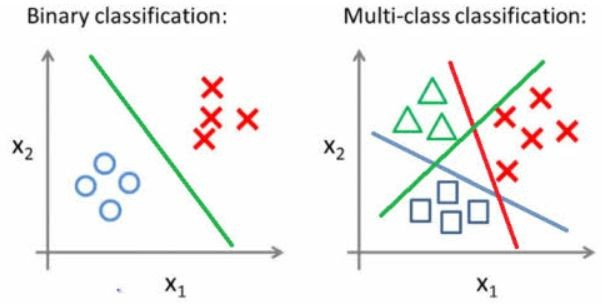 Binary classification:
Multi-class classification:
x2
x1
x2
x1